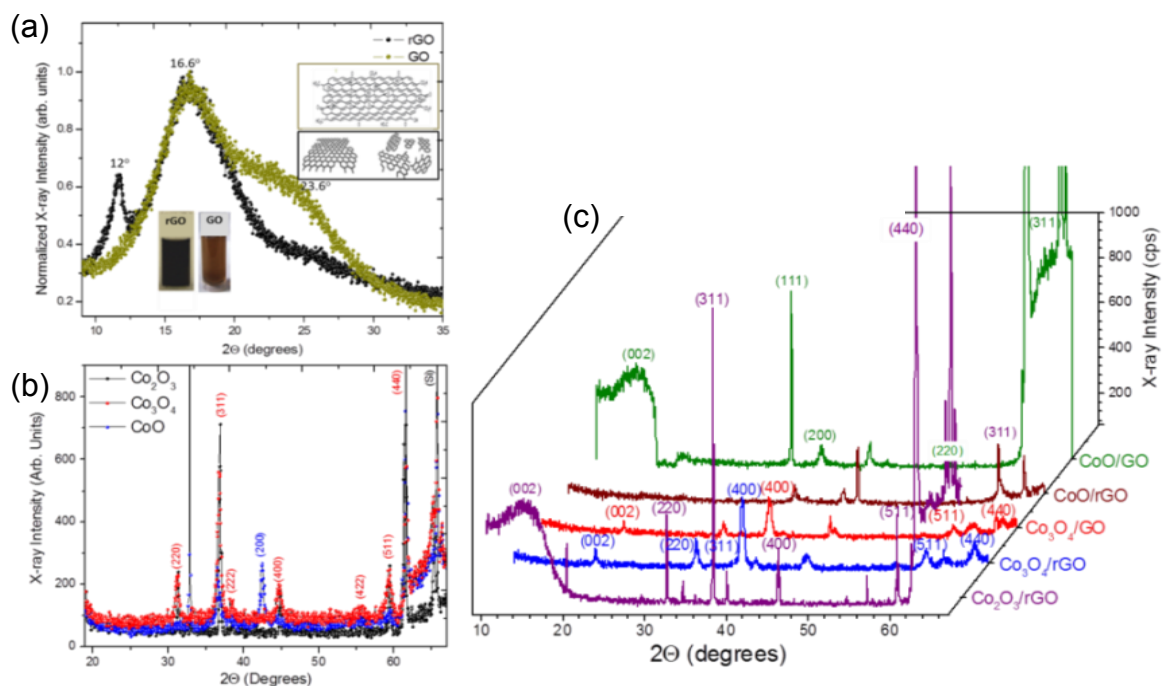 (a)
rGO
GO
16.6°
12°
23.6°
rGO GO
1.0
0.8
0.6
0.4
0.2
Normalized X-ray Intensity (arb. units)
10 15 20 25 30 35
2Θ (degrees)
(b)
Co2O3
Co3O4
CoO
(220)
(311)
(222)
(200)
(400)
(422)
(511)
(440)
(Si)
800
600
400
200
0
X-ray Intensity (Arb. Units)
20 30 40 50 60
2Θ (Degrees)
(c)
(002)
(111)
(200)
(220)
(311)
CoO/GO
(311)
CoO/rGO
(002)
(400)
(511)
(440)
Co3O4/GO
(002)
(220)
(311)
(400)
(511)
(440)
Co3O4/rGO
(002)
(220)
(311)
(400)
(511)
(440)
Co2O3/rGO
1000
800
600
400
200
X-ray Intensity (cps)
10 20 30 40 50 60
2Θ (degrees)